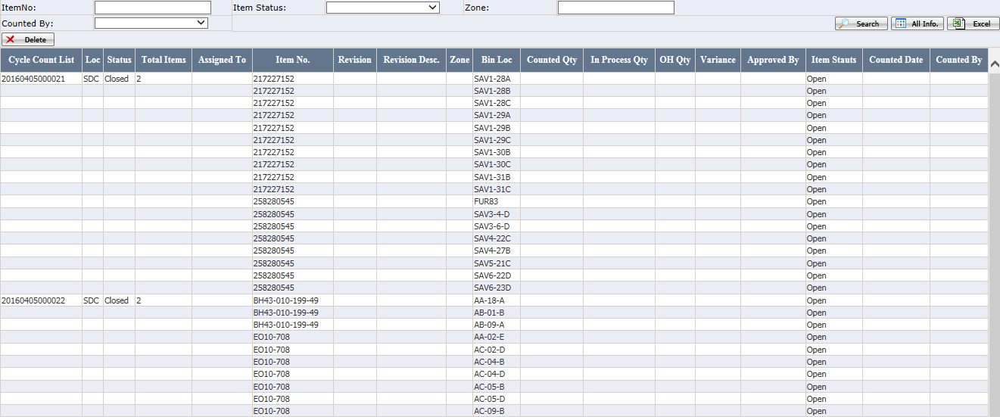 ItemNo: Item Status: Zone:
Counted By: Search All Info. Excel
Delete
Cycle Count List Loc Status Total Items Assigned To Item No. Revision Revision Desc. Zone Bin Loc Counted Qty In Process Qty OH Qty Variance Approved By Item Stauts Counted Date Counted By
20160405000021 SDC Closed 2 217227152 SAV1-28A Open
217227152 SAV1-28B Open
217227152 SAV1-28C Open
217227152 SAV1-29A Open
217227152 SAV1-29B Open
217227152 SAV1-29C Open
217227152 SAV1-30B Open
217227152 SAV1-30C Open
217227152 SAV1-31B Open
217227152 SAV1-31C Open
258280545 FUR83 Open
258280545 SAV3-4-D Open
258280545 SAV3-6-D Open
258280545 SAV4-22C Open
258280545 SAV4-27B Open
258280545 SAV5-21C Open
258280545 SAV6-22D Open
258280545 SAV6-23D Open
20160405000022 SDC Closed 2 BH43-010-199-49 AA-18-A Open
BH43-010-199-49 AB-01-B Open
BH43-010-199-49 AB-09-A Open
EO10-708 AA-02-E Open
EO10-708 AC-02-D Open
EO10-708 AC-04-B Open
EO10-708 AC-04-D Open
EO10-708 AC-05-B Open
EO10-708 AC-05-D Open
EO10-708 AC-09-B Open